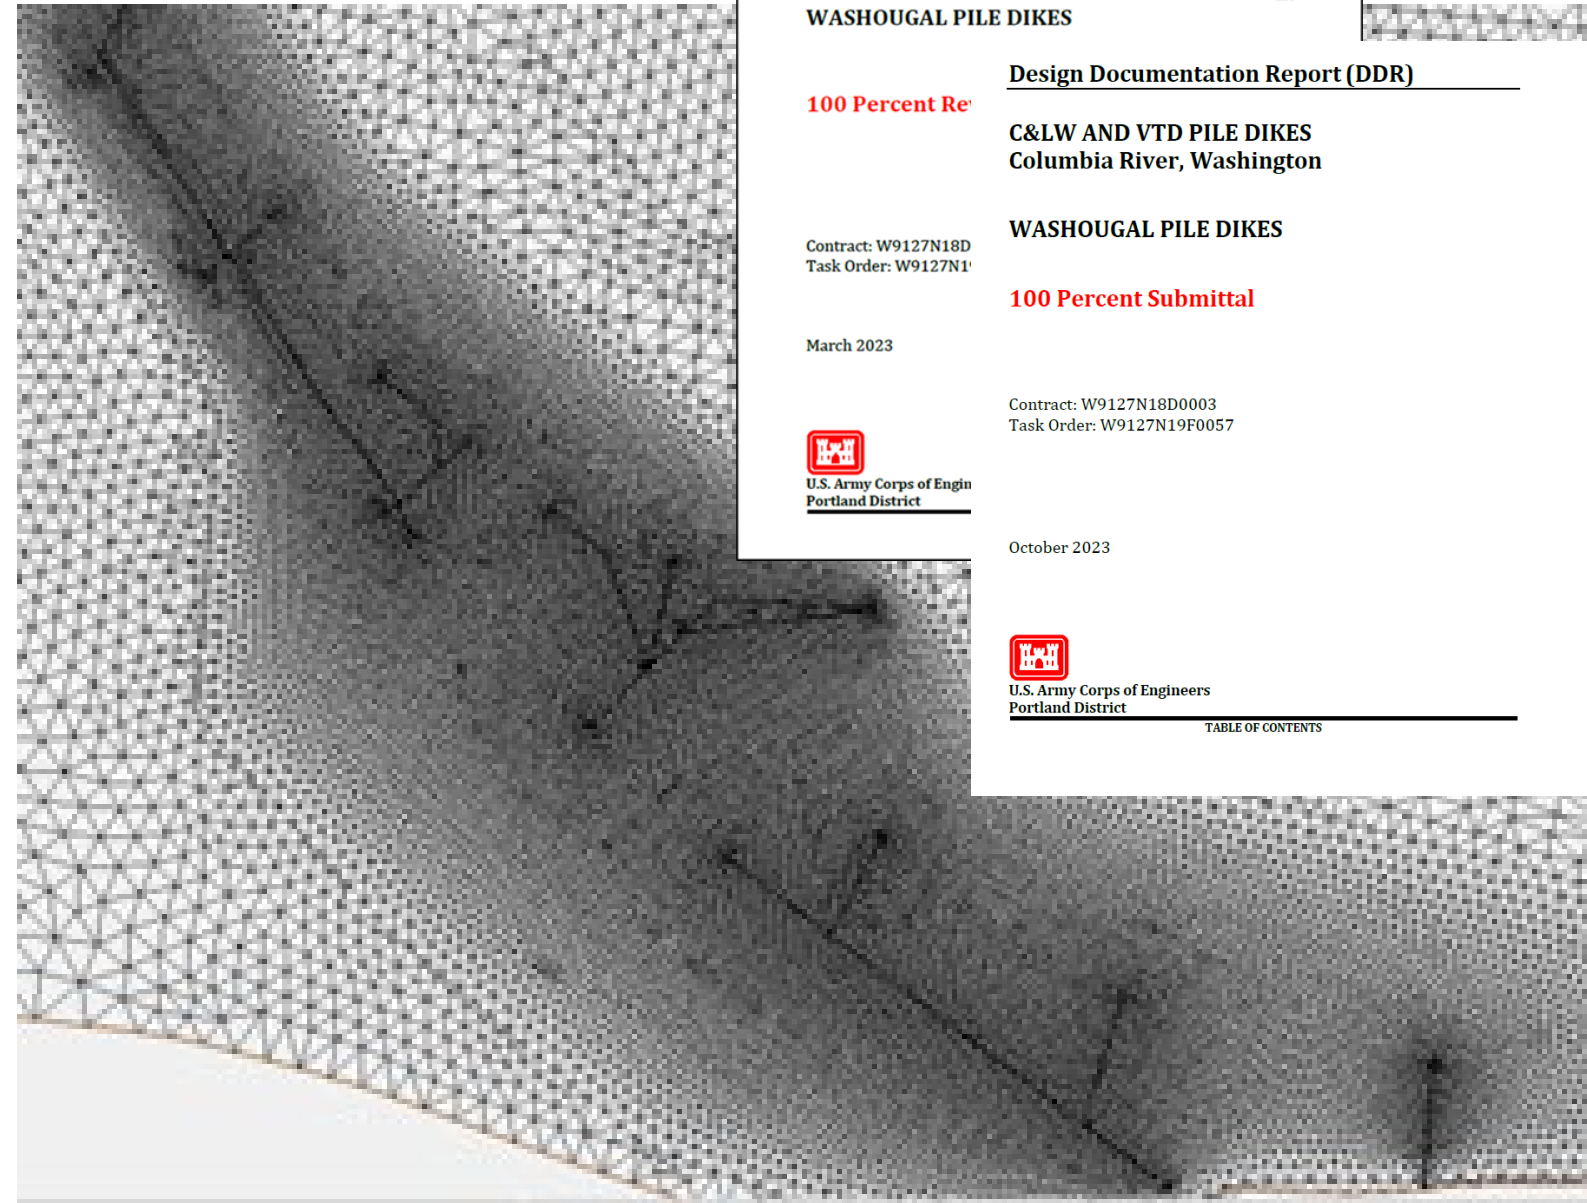 WASHOUGAL PILE DIKES
100 Percent
Contract: W9127N18D
Task Order: W9127N1
March 2023
U.S. Army Corps of Engin
Portland District
Design Documentation Report (DDR)
C&LW AND VTD PILE DIKES
Columbia River, Washington
WASHOUGAL PILE DIKES
100 Percent Submittal
Contract: W9127N18D0003
Task Order: W9127N19F0057
October 2023
U.S. Army Corps of Engineers
Portland District
TABLE OF CONTENTS